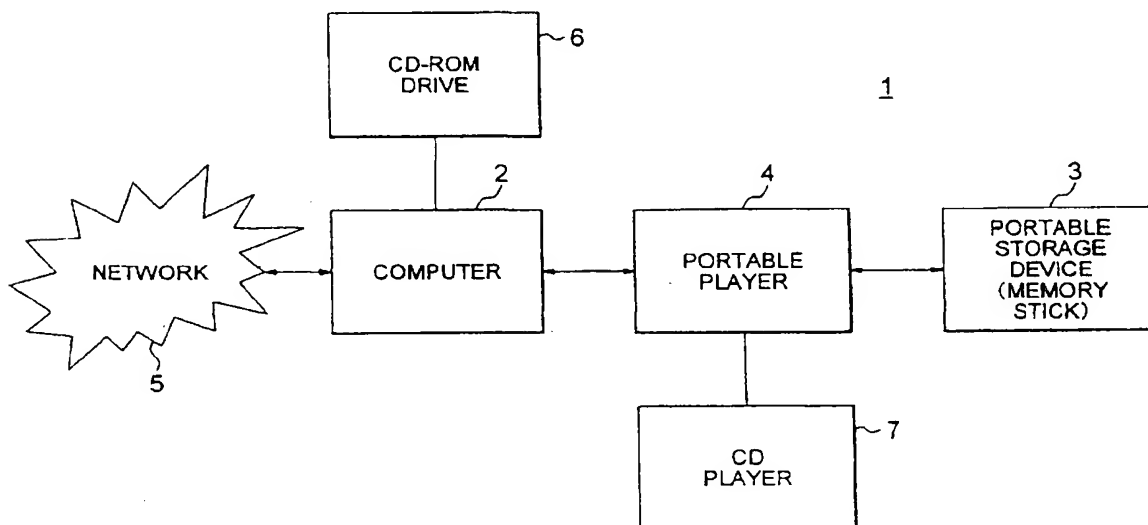 6
CD-ROM
DRIVE
1
2
4
3
NETWORK
COMPUTER
PORTABLE
PLAYER
PORTABLE
STORAGE
DEVICE
(MEMORY
STICK)
5
7
CD
PLAYER